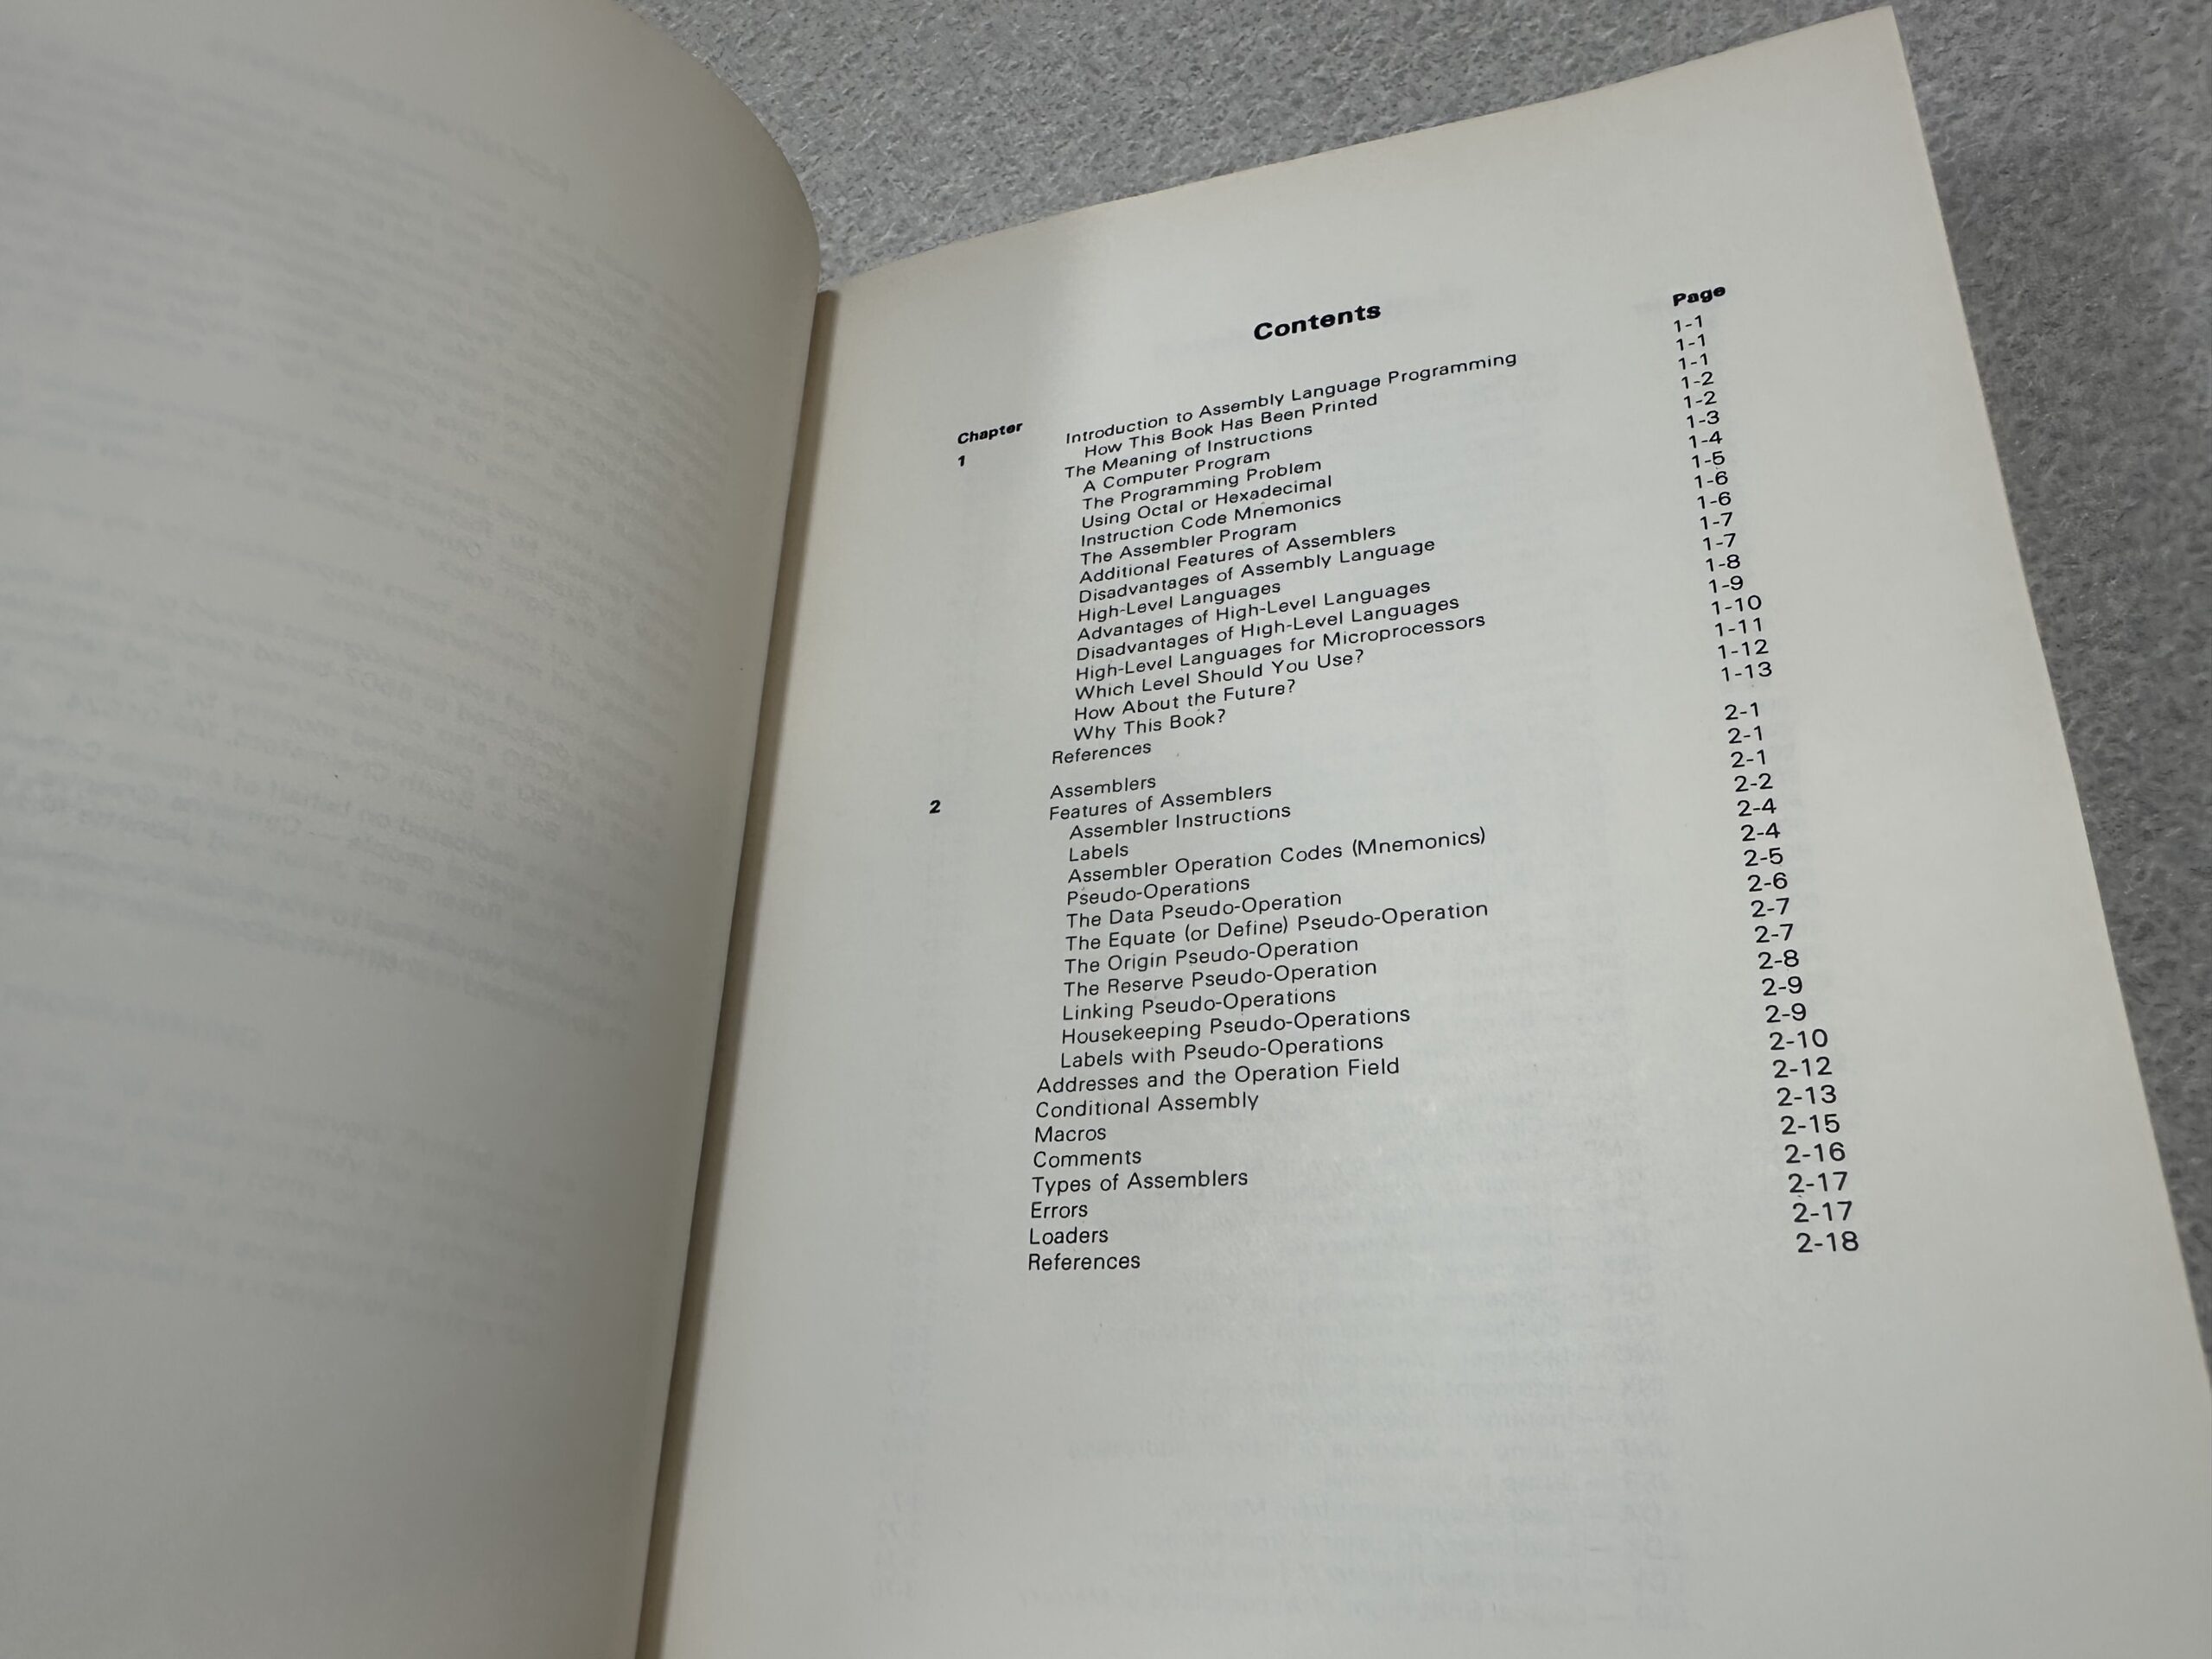 Contents
Chapter Page
1 Introduction to Assembly Language Programming 1-1
How This Book Has Been Printed 1-1
The Meaning of Instructions 1-1
A Computer Program 1-2
The Programming Problem 1-2
Using Octal or Hexadecimal 1-3
Instruction Code Mnemonics 1-4
The Assembler Program 1-5
Additional Features of Assemblers 1-6
Disadvantages of Assembly Language 1-6
High-Level Languages 1-7
Advantages of High-Level Languages 1-7
Disadvantages of High-Level Languages 1-8
High-Level Languages for Microprocessors 1-9
Which Level Should You Use? 1-10
How About the Future? 1-11
Why This Book? 1-12
References 1-13
2 Assemblers 2-1
Features of Assemblers 2-1
Assembler Instructions 2-1
Labels 2-2
Assembler Operation Codes (Mnemonics) 2-4
Pseudo-Operations 2-4
The Data Pseudo-Operation 2-5
The Equate (or Define) Pseudo-Operation 2-6
The Origin Pseudo-Operation 2-7
The Reserve Pseudo-Operation 2-7
Linking Pseudo-Operations 2-8
Housekeeping Pseudo-Operations 2-9
Labels with Pseudo-Operations 2-9
Addresses and the Operation Field 2-10
Conditional Assembly 2-12
Macros 2-13
Comments 2-15
Types of Assemblers 2-16
Errors 2-17
Loaders 2-17
References 2-18